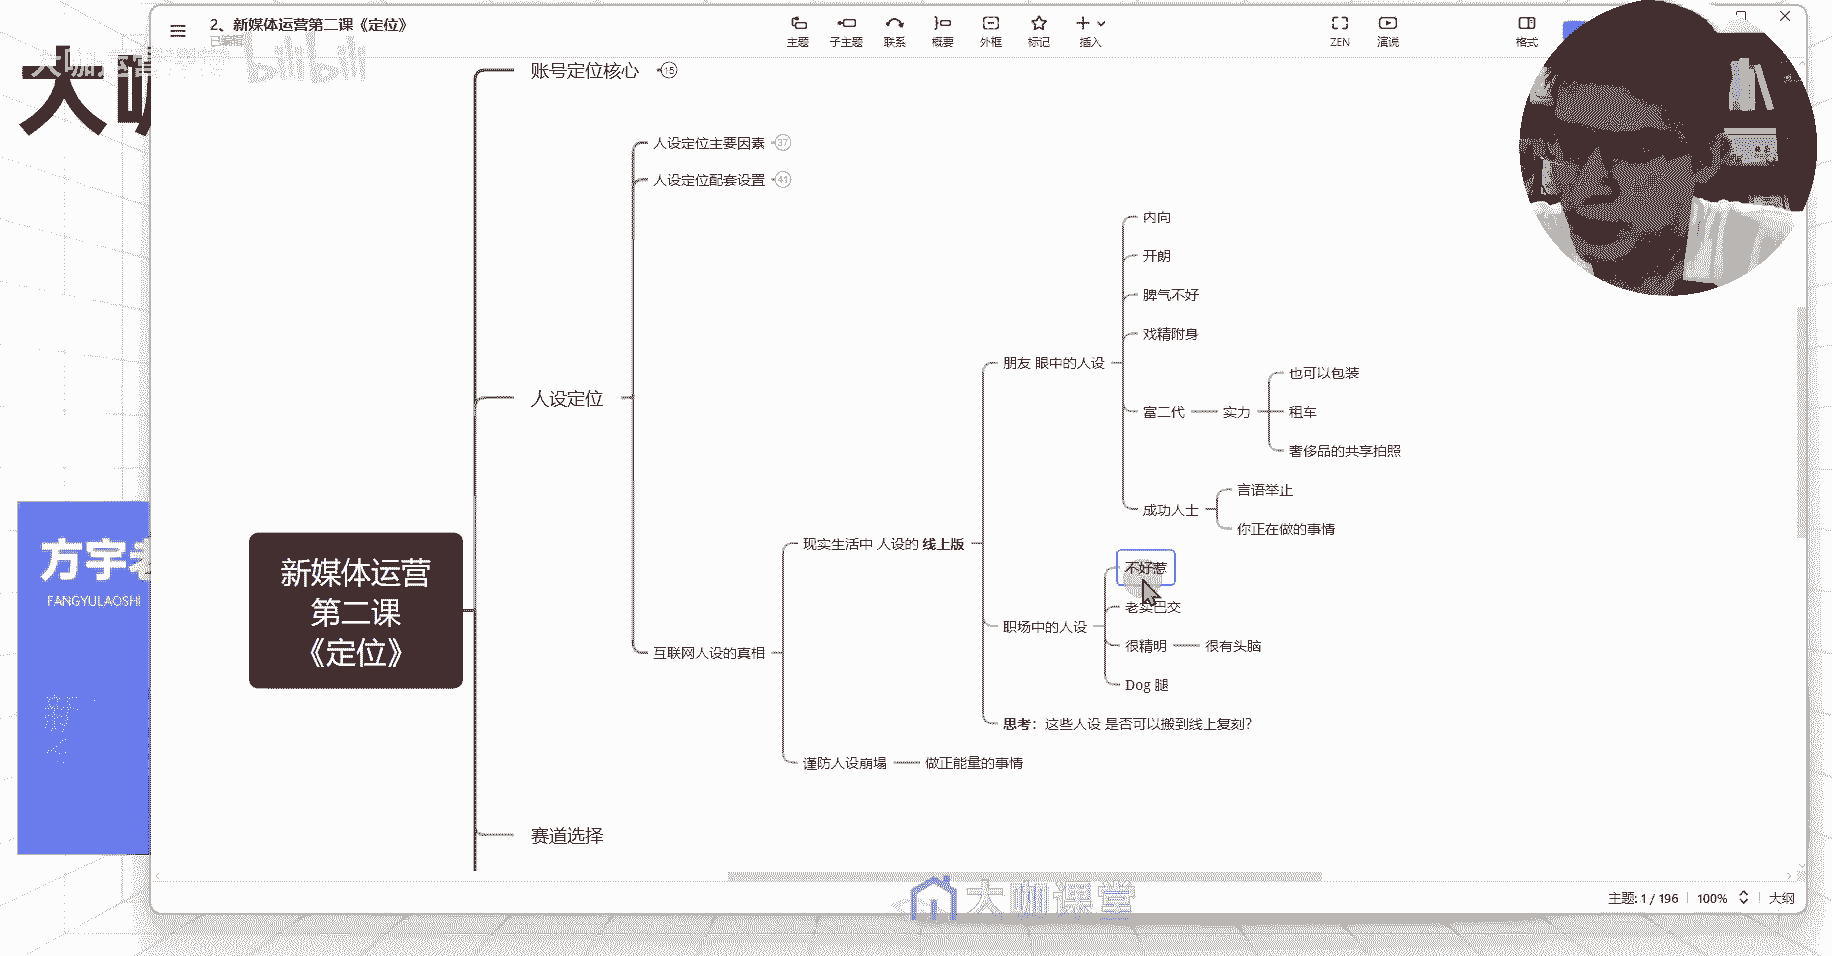 2、新媒体运营第二课《定位》
已编辑
主题
子主题
联系
概要
外框
标记
插入
ZEN
演说
格式
大咖运营课堂
bilibili
大咖
账号定位核心
15
人设定位主要因素
37
人设定位配套设置
41
内向
开朗
脾气不好
戏精附身
朋友 眼中的人设
也可以包装
富二代
实力
租车
奢侈品的共享拍照
人设定位
言语举止
成功人士
你正在做的事情
现实生活中 人设的 线上版
不好惹
老实巴交
职场中的人设
很精明
很有头脑
Dog 腿
互联网人设的真相
思考：这些人设 是否可以搬到线上复刻？
谨防人设崩塌
做正能量的事情
新媒体运营
第二课
《定位》
赛道选择
方宇老
FANGYULAOSHI
新
大咖课堂
主题: 1 / 196
100%
大纲